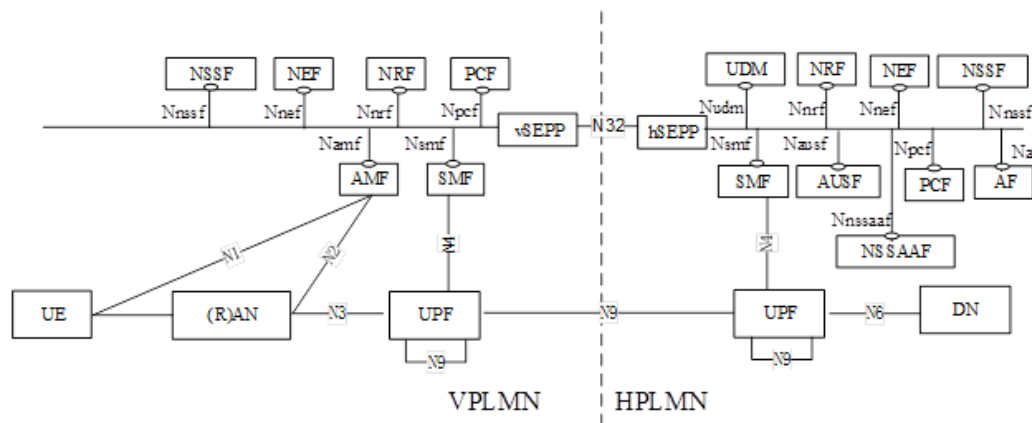 NSSF NEF NRF PCF UDM NRF NEF NSSF
Nnssf Nnef Nnrf Npcf Nudm Nnrf Nnef Nnssf
vSEPP N32 hSEPP
Namf Nsmf Nsmf Nausf Npcf Na
AMF SMF SMF AUSF PCF AF
Nnssaaf
N1 N2 N4 N4 NSSAAF
UE (R)AN N3 UPF N9 UPF N6 DN
N9 N9
VPLMN HPLMN